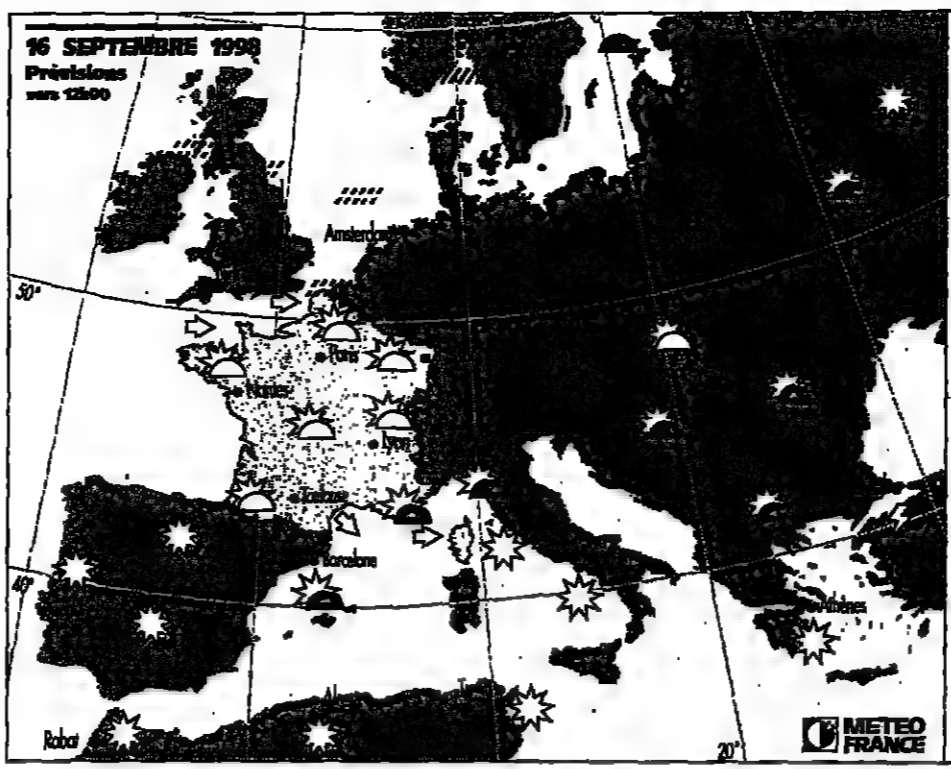 16 SEPTEMBRE 1998
Prévisions
vers 12h00
Amsterdam
50°
Paris
Nantes
Lyon
Toulouse
Barcelone
40°
Athènes
Rabat
20°
METEO
FRANCE